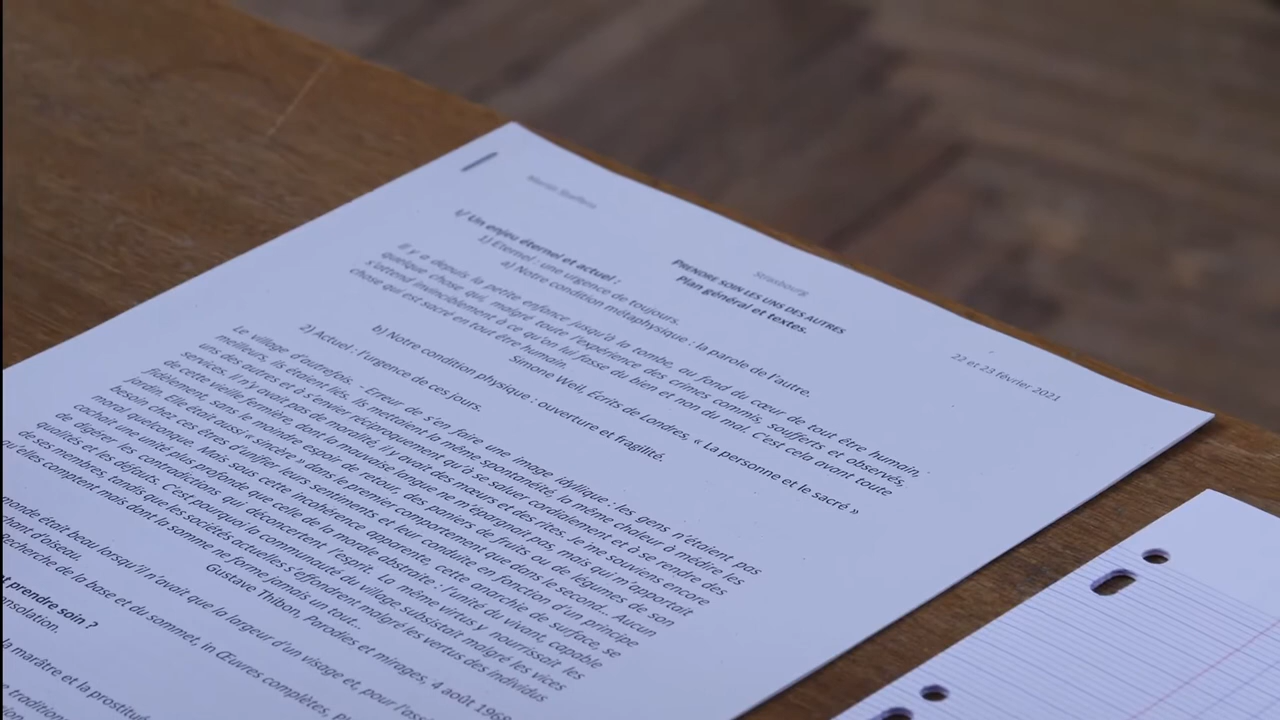 Strasbourg
22 et 23 février 2021
PRENDRE SOIN LES UNS DES AUTRES
Plan général et textes.
I/ Un enjeu éternel et actuel :
1) Eternel : une urgence de toujours.
a) Notre condition métaphysique : la parole de l'autre.
Il y a depuis la petite enfance jusqu'à la tombe, au fond du cœur de tout être humain,
quelque chose qui, malgré toute l'expérience des crimes commis, soufferts et observés,
s'attend invinciblement à ce qu'on lui fasse du bien et non du mal. C'est cela avant toute
chose qui est sacré en tout être humain.
Simone Weil, Écrits de Londres, « La personne et le sacré »
b) Notre condition physique : ouverture et fragilité.
2) Actuel : l'urgence de ces jours.
Le village d'autrefois. - Erreur de s'en faire une image idyllique : les gens n'étaient pas
meilleurs, ils étaient liés. Ils mettaient la même spontanéité, la même chaleur à médire les
uns des autres et à s'envier réciproquement qu'à se saluer cordialement et à se rendre des
services. Il n'y avait pas de moralité, il y avait des mœurs et des rites. Je me souviens encore
de cette vieille fermière, dont la mauvaise langue ne m'épargnait pas, mais qui m'apportait
fidèlement, sans le moindre espoir de retour, des paniers de fruits ou de légumes de son
jardin. Elle était aussi « sincère » dans le premier comportement que dans le second.. Aucun
besoin chez ces êtres d'unifier leurs sentiments et leur conduite en fonction d'un principe
moral quelconque. Mais sous cette incohérence apparente, cette anarchie de surface, se
cachait une unité plus profonde que celle de la morale abstraite : l'unité du vivant, capable
de digérer les contradictions qui déconcertent l'esprit. La même virtus y nourrissait les
qualités et les défauts. C'est pourquoi la communauté du village subsistait malgré les vices
de ses membres, tandis que les sociétés actuelles s'effondrent malgré les vertus des individus
qu'elles comptent mais dont la somme ne forme jamais un tout..
Gustave Thibon, Parodies et mirages, 4 août 1968
monde était beau lorsqu'il n'avait que la largeur d'un visage et, pour
chant d'oiseau.
Recherche de la base et du sommet, in Œuvres complètes,
prendre soin ?
la marâtre et la